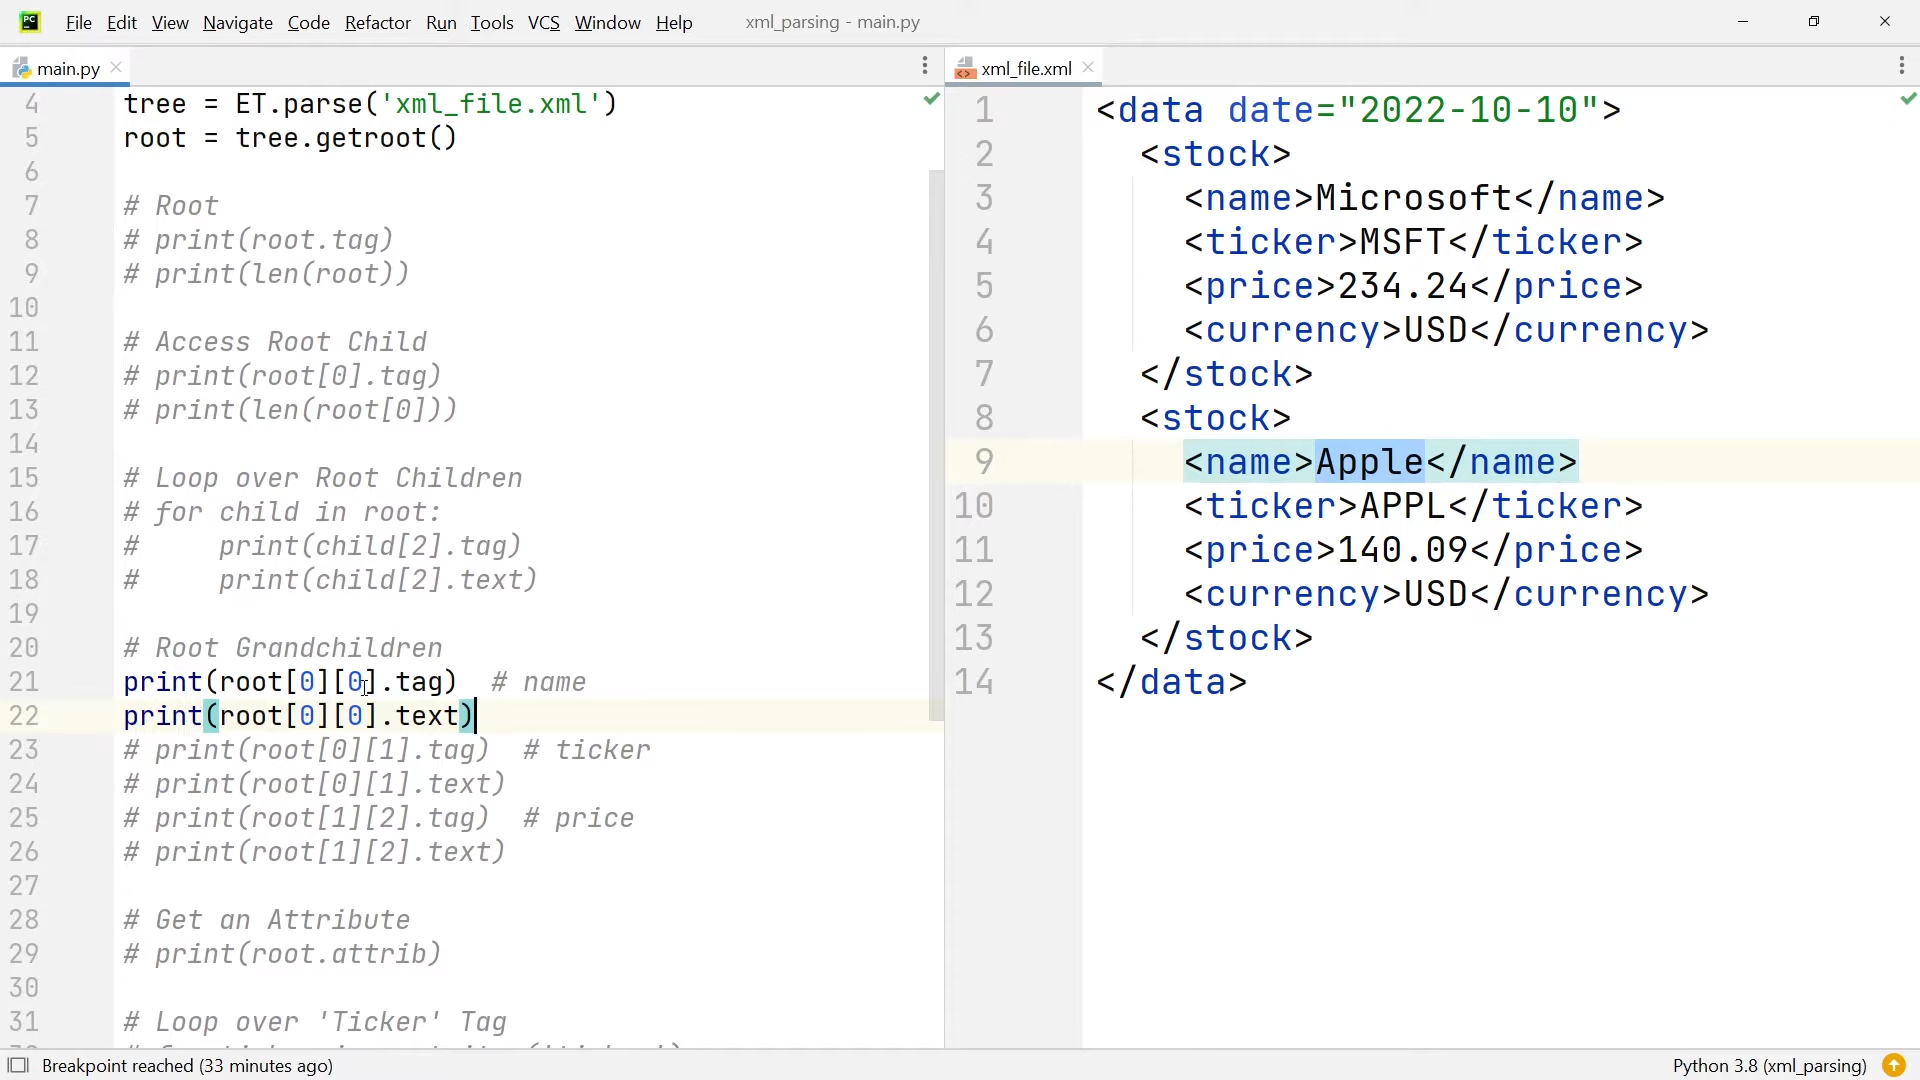 PC File Edit View Navigate Code Refactor Run Tools VCS Window Help xml_parsing - main.py
main.py
4 tree = ET.parse('xml_file.xml')
5 root = tree.getroot()
6
7 # Root
8 # print(root.tag)
9 # print(len(root))
10
11 # Access Root Child
12 # print(root[0].tag)
13 # print(len(root[0]))
14
15 # Loop over Root Children
16 # for child in root:
17 #     print(child[2].tag)
18 #     print(child[2].text)
19
20 # Root Grandchildren
21 print(root[0][0].tag)  # name
22 print(root[0][0].text)
23 # print(root[0][1].tag)  # ticker
24 # print(root[0][1].text)
25 # print(root[1][2].tag)  # price
26 # print(root[1][2].text)
27
28 # Get an Attribute
29 # print(root.attrib)
30
31 # Loop over 'Ticker' Tag
xml_file.xml
1 <data date="2022-10-10">
2 <stock>
3 <name>Microsoft</name>
4 <ticker>MSFT</ticker>
5 <price>234.24</price>
6 <currency>USD</currency>
7 </stock>
8 <stock>
9 <name>Apple</name>
10 <ticker>APPL</ticker>
11 <price>140.09</price>
12 <currency>USD</currency>
13 </stock>
14 </data>
Breakpoint reached (33 minutes ago)
Python 3.8 (xml_parsing)